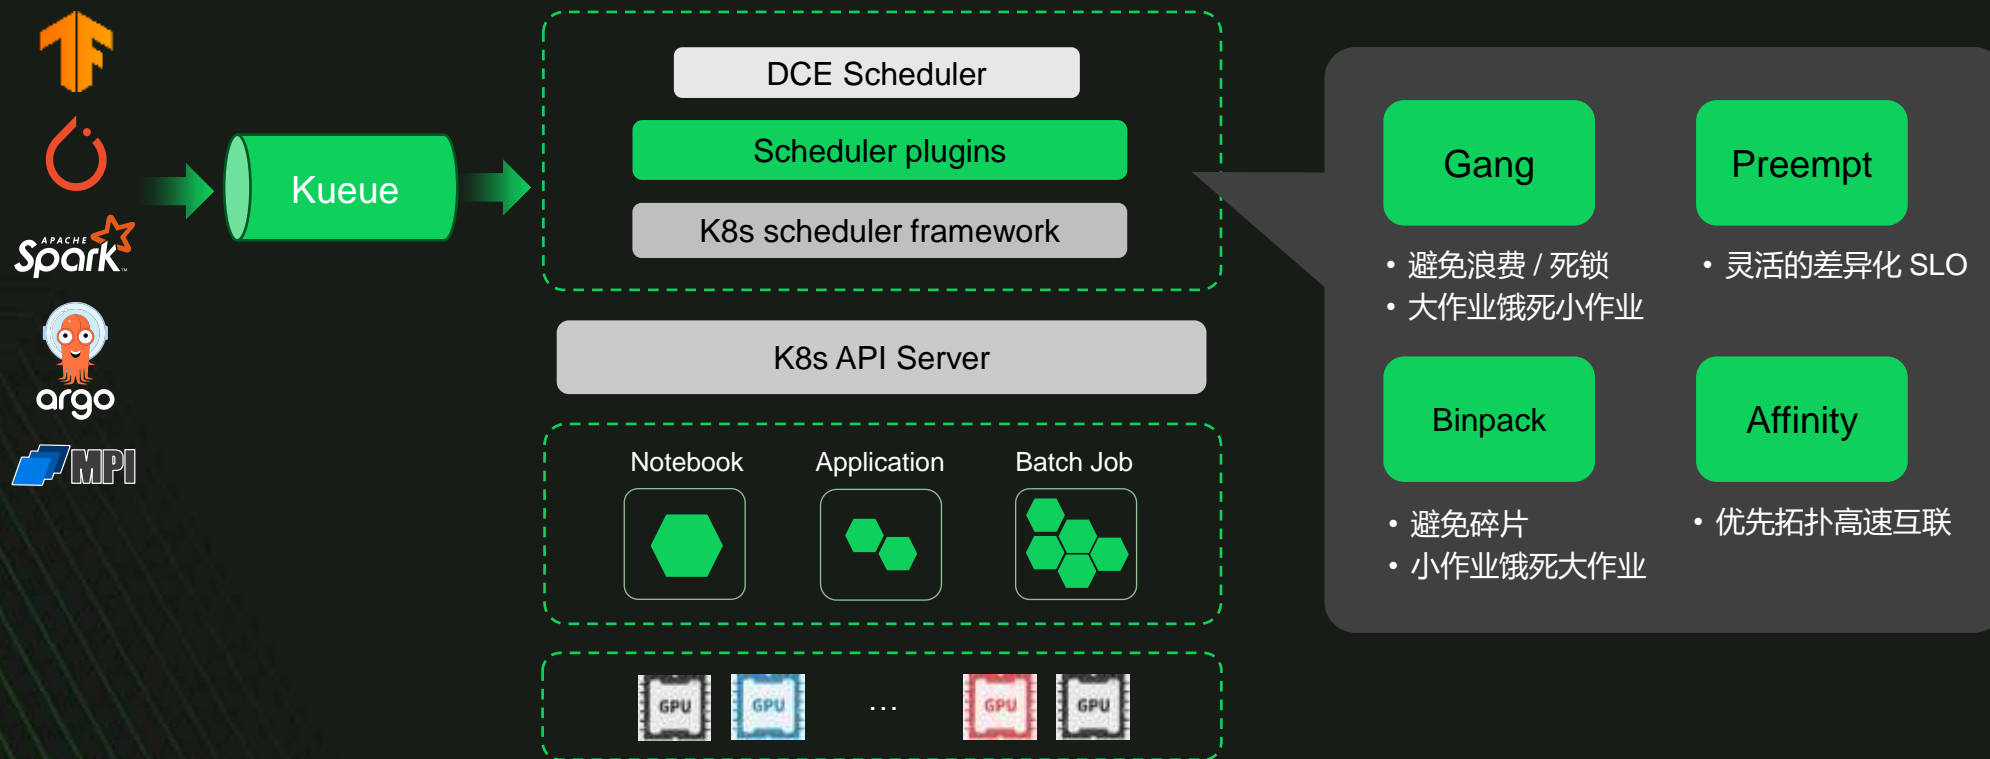 APACHE
Spark
argo
MPI
Kueue
DCE Scheduler
Scheduler plugins
K8s scheduler framework
K8s API Server
Notebook
Application
Batch Job
GPU
GPU
...
GPU
GPU
Gang
• 避免浪费 / 死锁
• 大作业饿死小作业
Preempt
• 灵活的差异化 SLO
Binpack
• 避免碎片
• 小作业饿死大作业
Affinity
• 优先拓扑高速互联